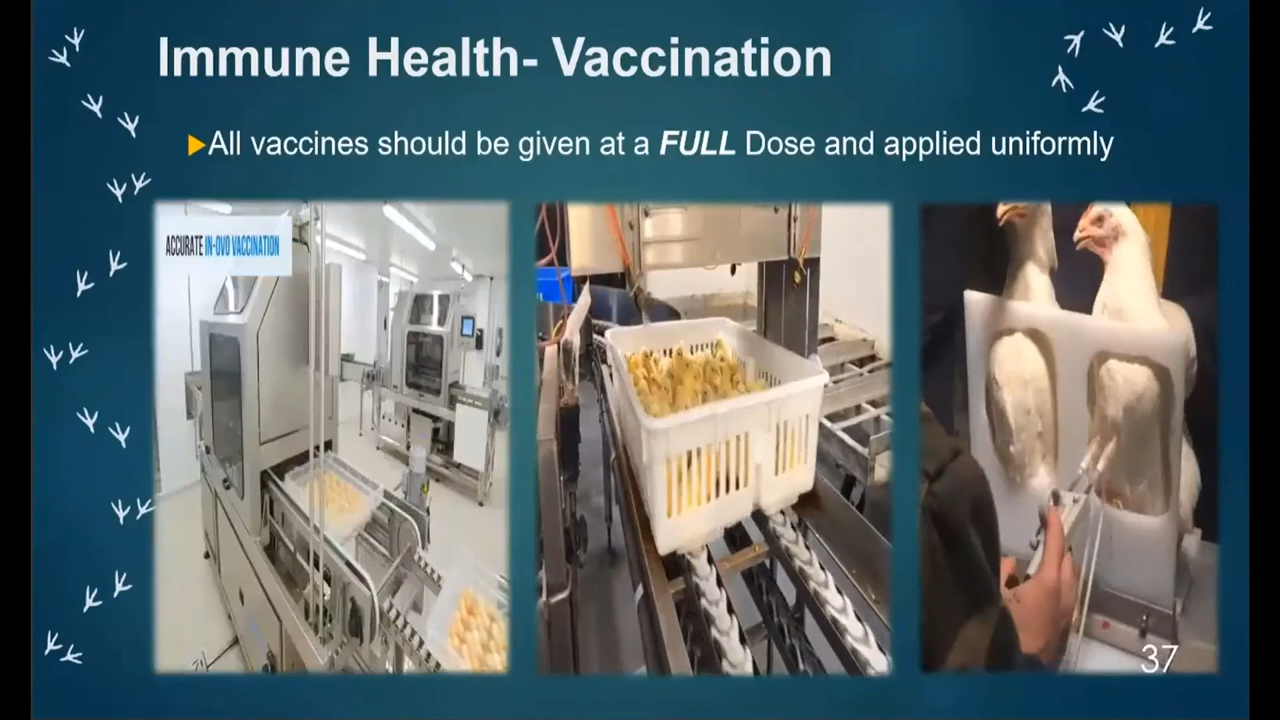 Immune Health- Vaccination
All vaccines should be given at a FULL Dose and applied uniformly
ACCURATE IN-OVO VACCINATION
37